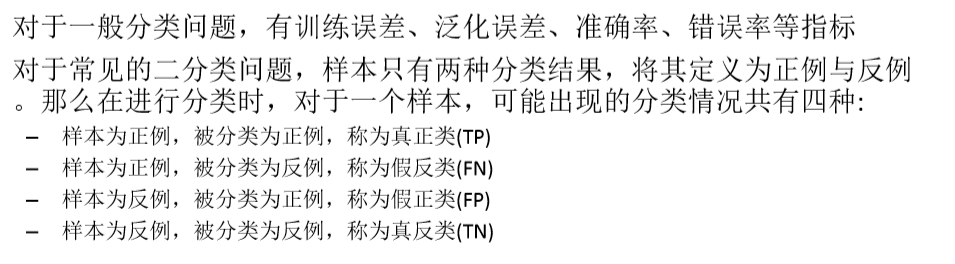 对于一般分类问题，有训练误差、泛化误差、准确率、错误率等指标
对于常见的二分类问题，样本只有两种分类结果，将其定义为正例与反例
。那么在进行分类时，对于一个样本，可能出现的分类情况共有四种:
– 样本为正例，被分类为正例，称为真正类(TP)
– 样本为正例，被分类为反例，称为假反类(FN)
– 样本为反例，被分类为正例，称为假正类(FP)
– 样本为反例，被分类为反例，称为真反类(TN)